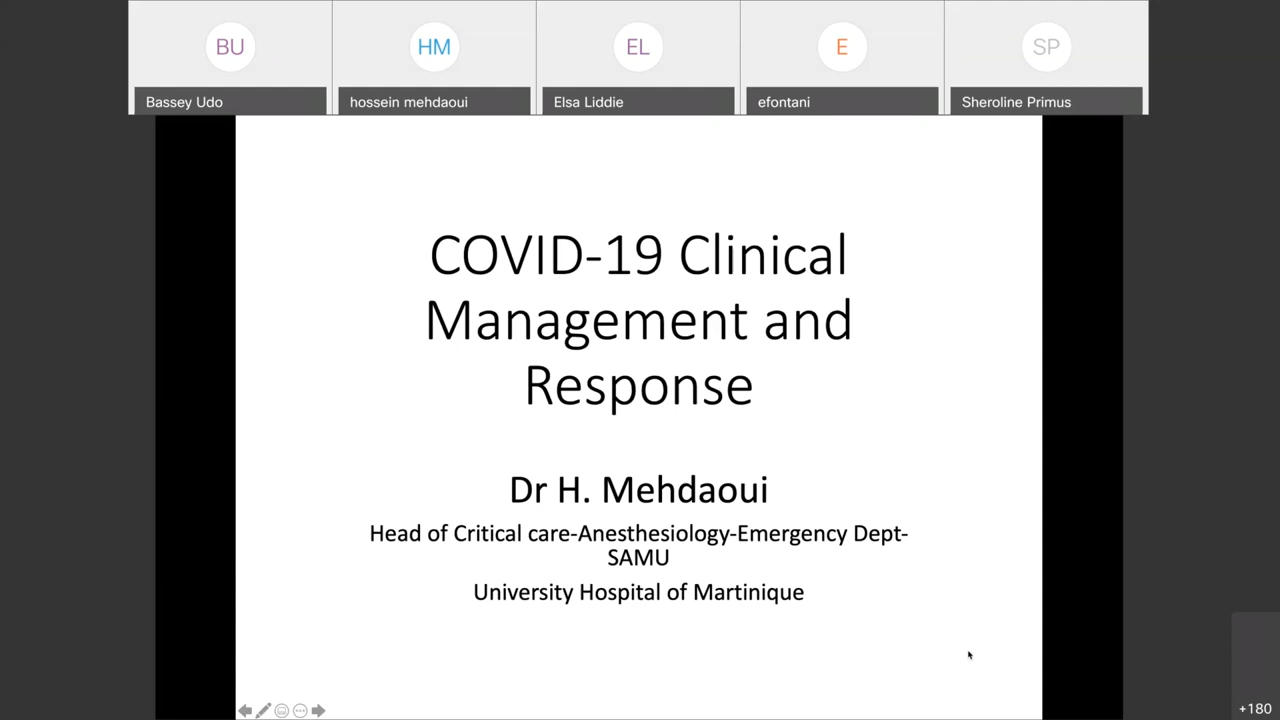 BU
HM
EL
E
SP
Bassey Udo
hossein mehdaoui
Elsa Liddie
efontani
Sheroline Primus
COVID-19 Clinical
Management and
Response
Dr H. Mehdaoui
Head of Critical care-Anesthesiology-Emergency Dept-
SAMU
University Hospital of Martinique
+180